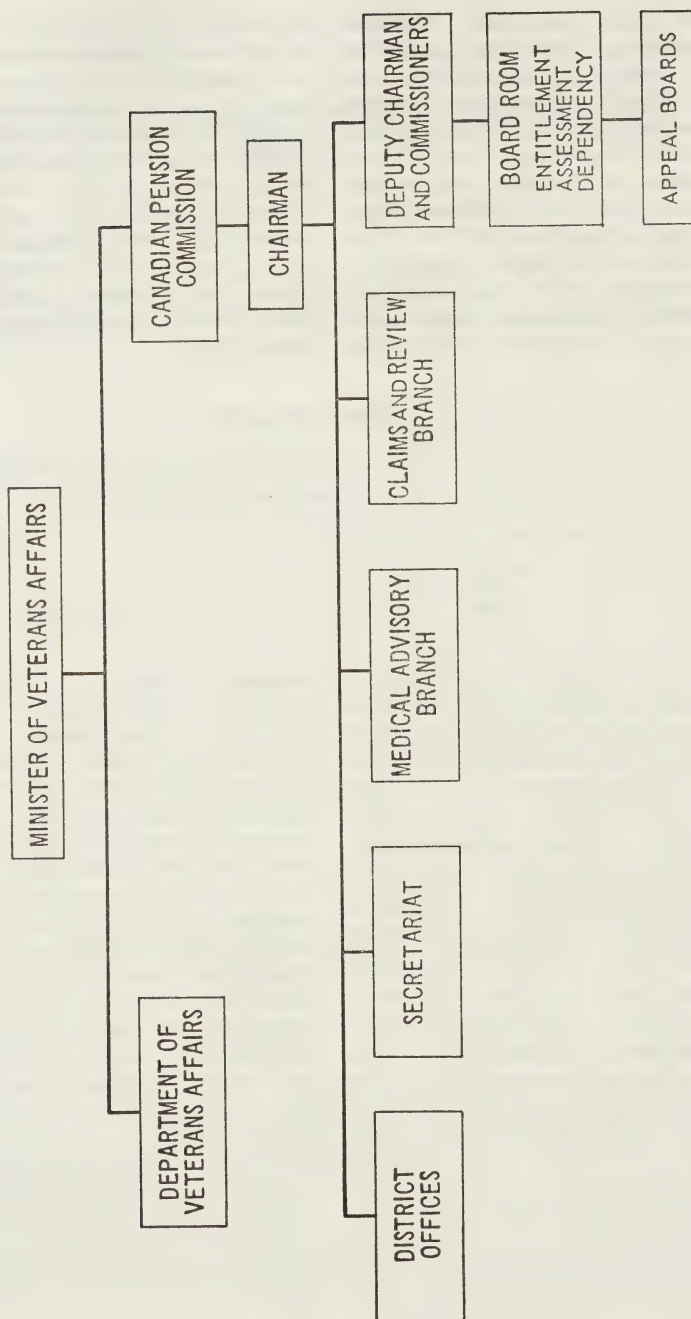 MINISTER OF VETERANS AFFAIRS
DEPARTMENT OF
VETERANS AFFAIRS
CANADIAN PENSION
COMMISSION
CHAIRMAN
DISTRICT
OFFICES
SECRETARIAT
MEDICAL ADVISORY
BRANCH
CLAIMS AND REVIEW
BRANCH
DEPUTY CHAIRMAN
AND COMMISSIONERS
BOARD ROOM
ENTITLEMENT
ASSESSMENT
DEPENDENCY
APPEAL BOARDS